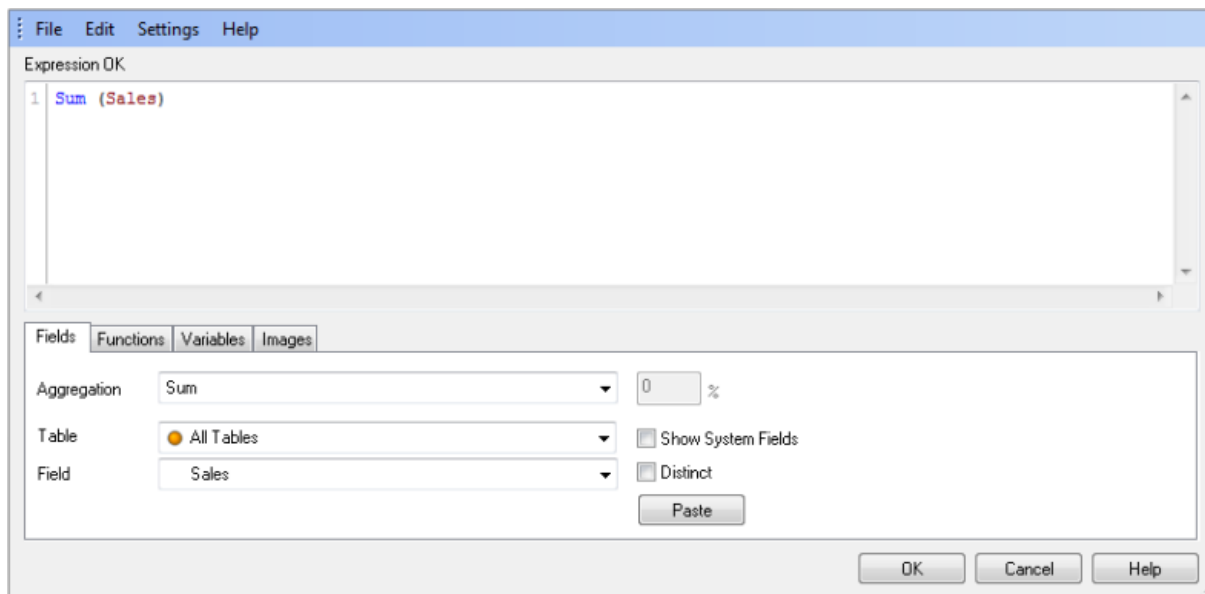 File Edit Settings Help
Expression OK
1 Sum (Sales)
Fields Functions Variables Images
Aggregation Sum 0 %
Table All Tables Show System Fields
Field Sales Distinct
Paste
OK Cancel Help